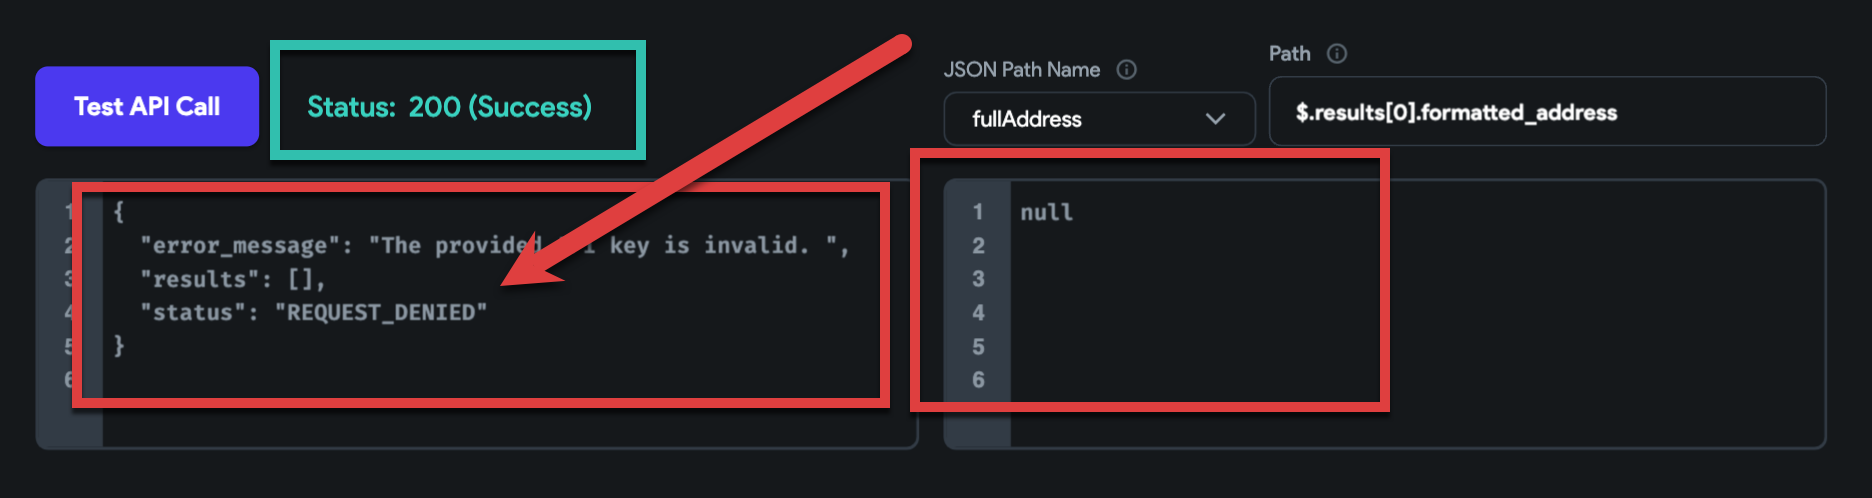 Test API Call
Status: 200 (Success)
JSON Path Name
fullAddress
Path
$.results[0].formatted_address
1 {
2 "error_message": "The provided key is invalid. ",
3 "results": [],
4 "status": "REQUEST_DENIED"
5 }
6
1 null
2
3
4
5
6